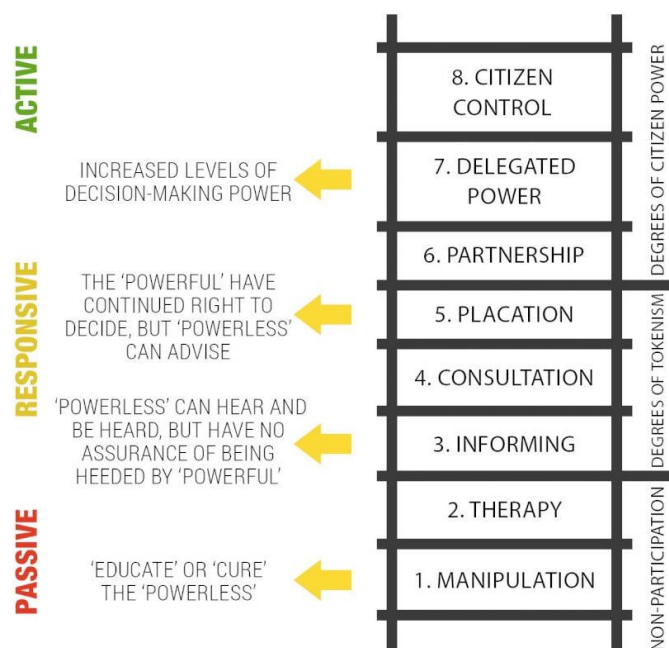 ACTIVE
RESPONSIVE
PASSIVE
INCREASED LEVELS OF
DECISION-MAKING POWER
THE ‘POWERFUL’ HAVE
CONTINUED RIGHT TO
DECIDE, BUT ‘POWERLESS’
CAN ADVISE
‘POWERLESS’ CAN HEAR AND
BE HEARD, BUT HAVE NO
ASSURANCE OF BEING
HEEDED BY ‘POWERFUL’
‘EDUCATE’ OR ‘CURE’
THE ‘POWERLESS’
8. CITIZEN
CONTROL
7. DELEGATED
POWER
6. PARTNERSHIP
5. PLACATION
4. CONSULTATION
3. INFORMING
2. THERAPY
1. MANIPULATION
DEGREES OF CITIZEN POWER
DEGREES OF TOKENISM
NON-PARTICIPATION